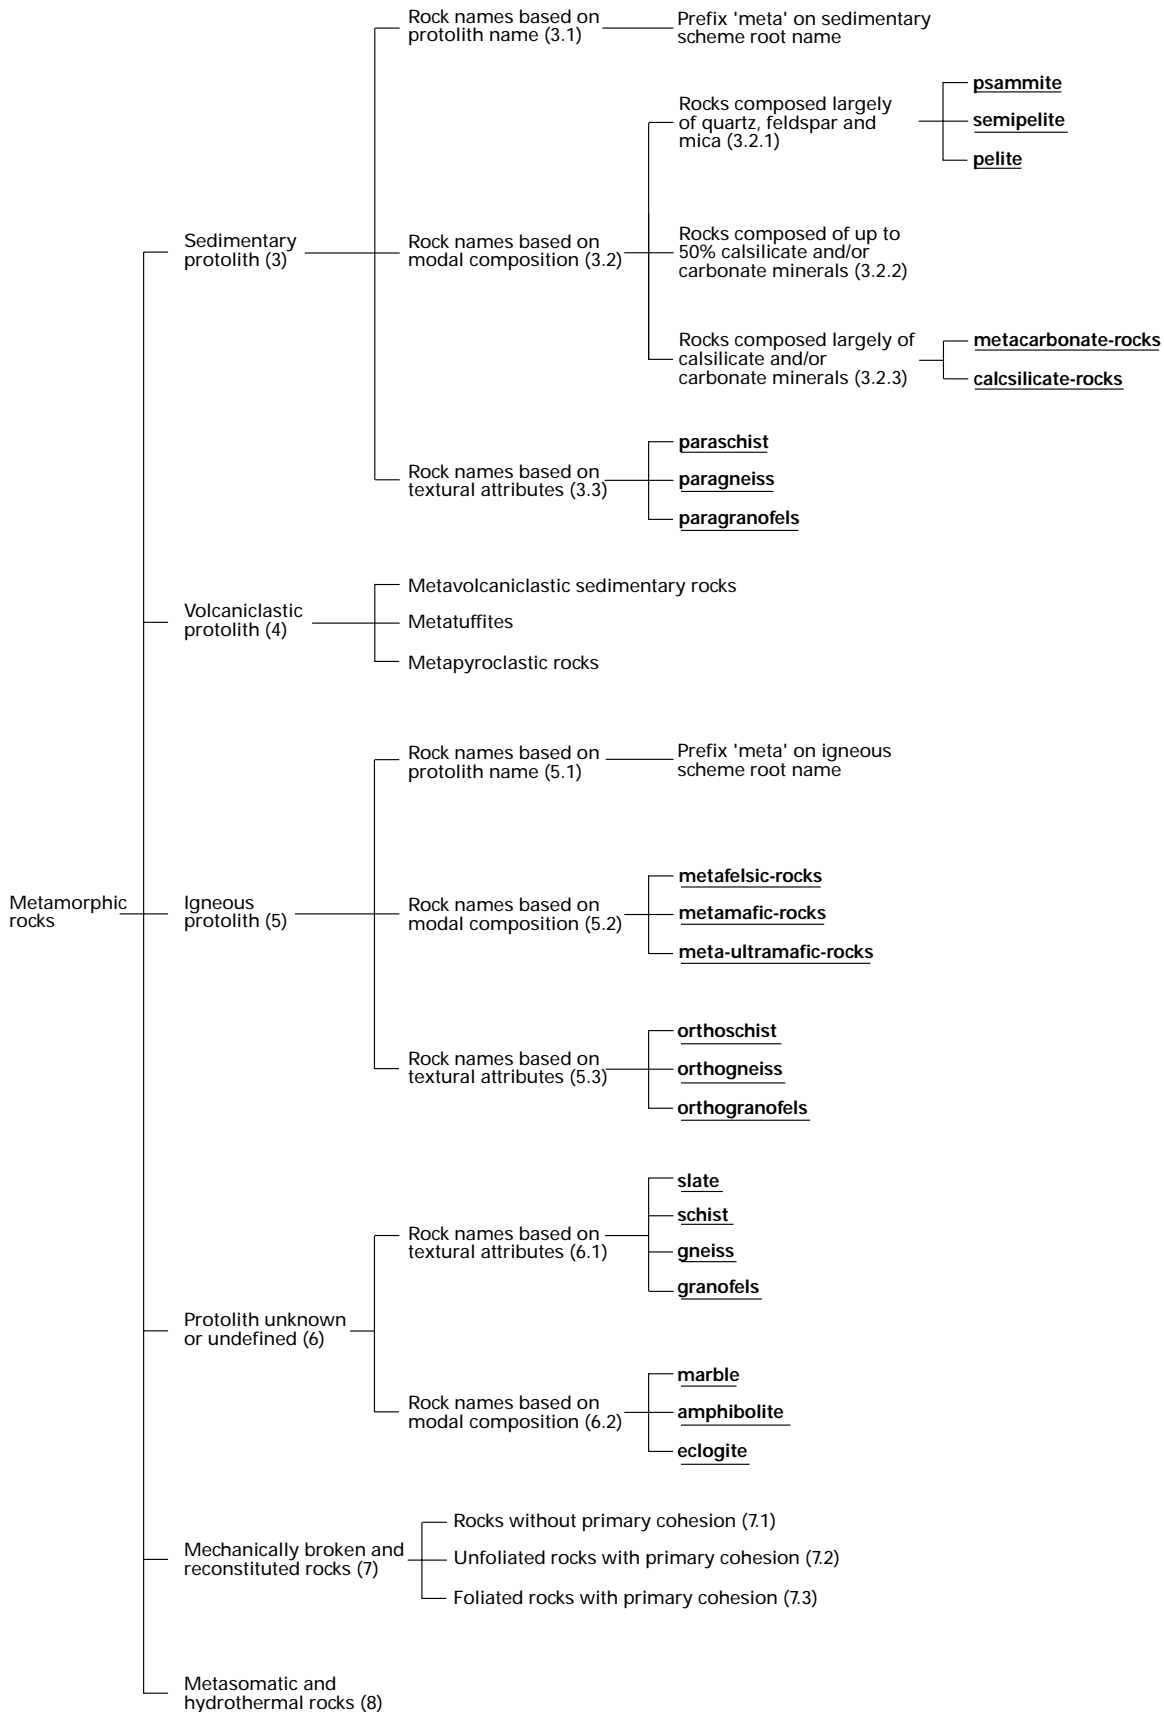 Rock names based on
protolith name (3.1)
Prefix 'meta' on sedimentary
scheme root name
Rocks composed largely
of quartz, feldspar and
mica (3.2.1)
psammite
semipelite
pelite
Sedimentary
protolith (3)
Rock names based on
modal composition (3.2)
Rocks composed of up to
50% calsilicate and/or
carbonate minerals (3.2.2)
Rocks composed largely of
calsilicate and/or
carbonate minerals (3.2.3)
metacarbonate-rocks
calcsilicate-rocks
Rock names based on
textural attributes (3.3)
paraschist
paragneiss
paragranofels
Volcaniclastic
protolith (4)
Metavolcaniclastic sedimentary rocks
Metatuffites
Metapyroclastic rocks
Rock names based on
protolith name (5.1)
Prefix 'meta' on igneous
scheme root name
Metamorphic
rocks
Igneous
protolith (5)
Rock names based on
modal composition (5.2)
metafelsic-rocks
metamafic-rocks
meta-ultramafic-rocks
Rock names based on
textural attributes (5.3)
orthoschist
orthogneiss
orthogranofels
Protolith unknown
or undefined (6)
Rock names based on
textural attributes (6.1)
slate
schist
gneiss
granofels
Rock names based on
modal composition (6.2)
marble
amphibolite
eclogite
Mechanically broken and
reconstituted rocks (7)
Rocks without primary cohesion (7.1)
Unfoliated rocks with primary cohesion (7.2)
Foliated rocks with primary cohesion (7.3)
Metasomatic and
hydrothermal rocks (8)